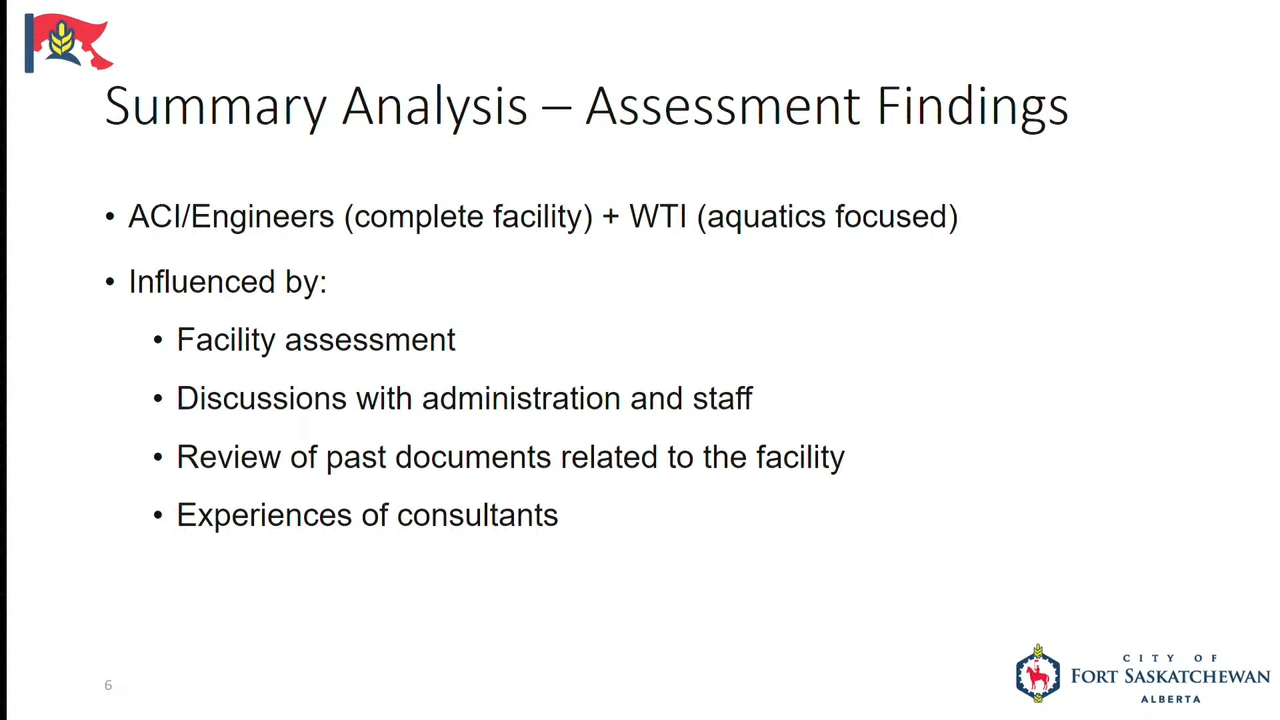 Summary Analysis – Assessment Findings
• ACI/Engineers (complete facility) + WTI (aquatics focused)
• Influenced by:
• Facility assessment
• Discussions with administration and staff
• Review of past documents related to the facility
• Experiences of consultants
6
CITY OF
FORT SASKATCHEWAN
ALBERTA